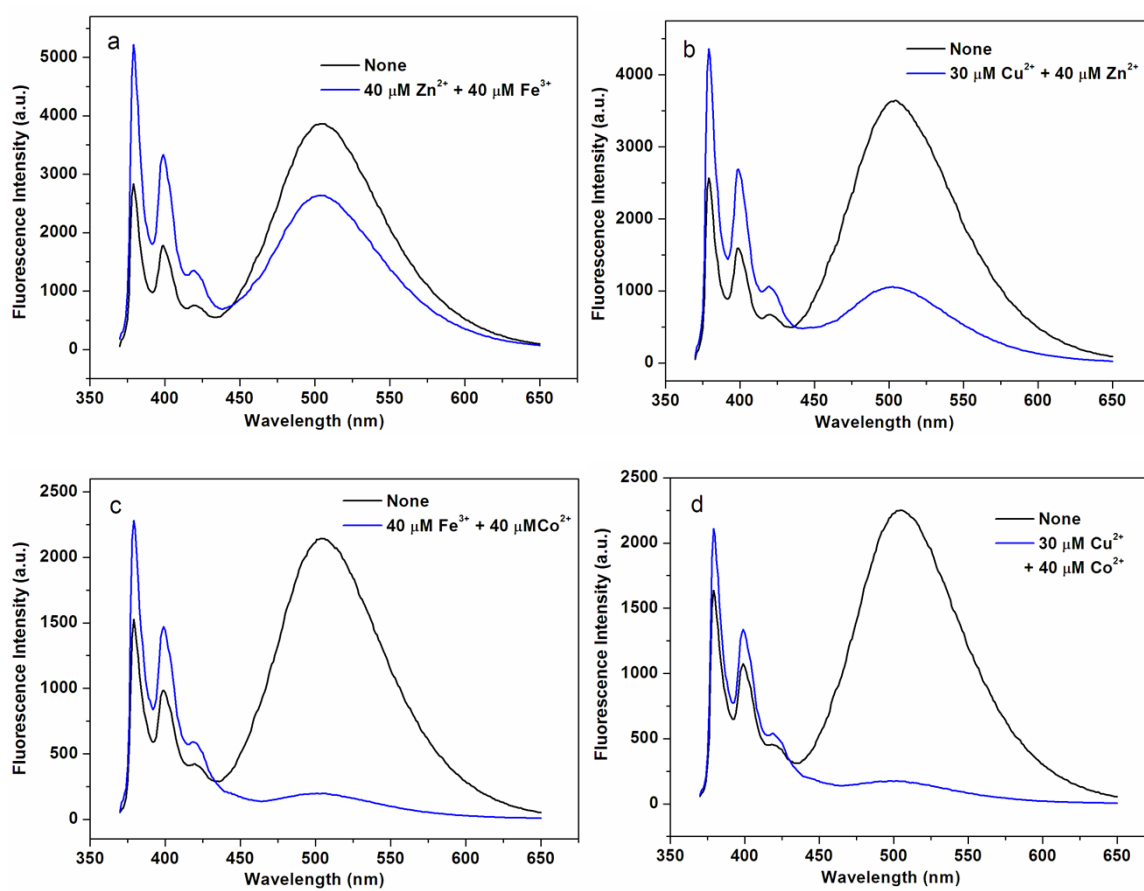 a
None
40 μM Zn²⁺ + 40 μM Fe³⁺
5000
4000
3000
2000
1000
0
Fluorescence Intensity (a.u.)
350 400 450 500 550 600 650
Wavelength (nm)
b
None
30 μM Cu²⁺ + 40 μM Zn²⁺
4000
3000
2000
1000
0
Fluorescence Intensity (a.u.)
350 400 450 500 550 600 650
Wavelength (nm)
c
None
40 μM Fe³⁺ + 40 μMCo²⁺
2500
2000
1500
1000
500
0
Fluorescence Intensity (a.u.)
350 400 450 500 550 600 650
Wavelength (nm)
d
None
30 μM Cu²⁺
+ 40 μM Co²⁺
2500
2000
1500
1000
500
0
Fluorescence Intensity (a.u.)
350 400 450 500 550 600 650
Wavelength (nm)